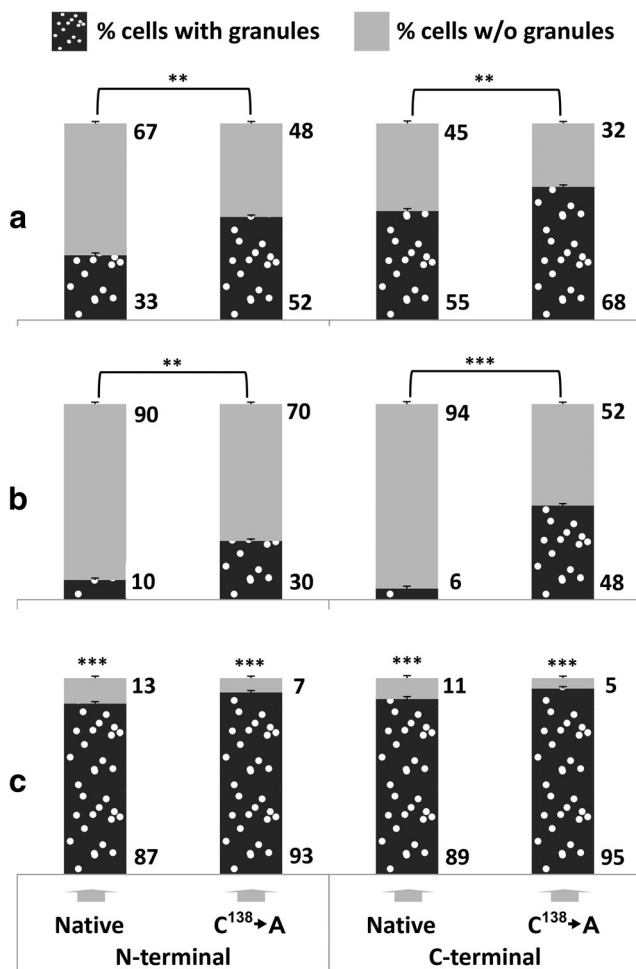 % cells with granules % cells w/o granules
** **
67 48 45 32
a
33 52 55 68
** ***
90 70 94 52
b
10 30 6 48
*** *** *** ***
13 7 11 5
c
87 93 89 95
Native C¹³⁸→A Native C¹³⁸→A
N-terminal C-terminal